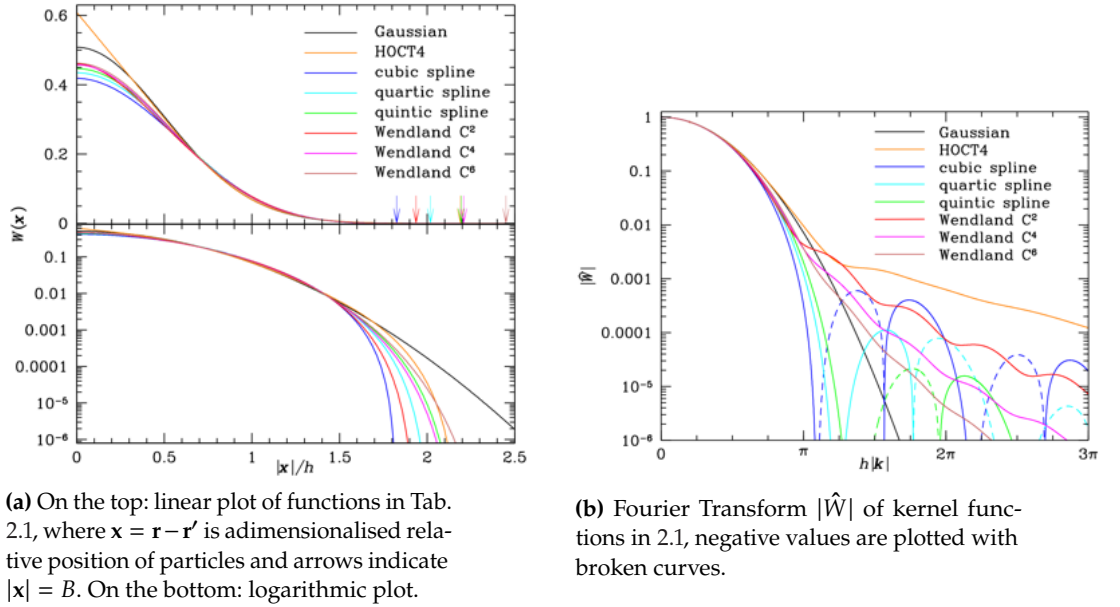 0.6
0.4
0.2
0
Gaussian
HOCT4
cubic spline
quartic spline
quintic spline
Wendland C²
Wendland C⁴
Wendland C⁶
W(x)
0.1
0.01
0.001
0.0001
10⁻⁵
10⁻⁶
0 0.5 1 1.5 2 2.5
|x|/h
(a) On the top: linear plot of functions in Tab.
2.1, where x = r − r′ is adimensionalised rela-
tive position of particles and arrows indicate
|x| = B. On the bottom: logarithmic plot.
1
0.1
0.01
0.001
0.0001
10⁻⁵
10⁻⁶
|Ŵ|
Gaussian
HOCT4
cubic spline
quartic spline
quintic spline
Wendland C²
Wendland C⁴
Wendland C⁶
0 π h|k| 2π 3π
(b) Fourier Transform |Ŵ| of kernel func-
tions in 2.1, negative values are plotted with
broken curves.